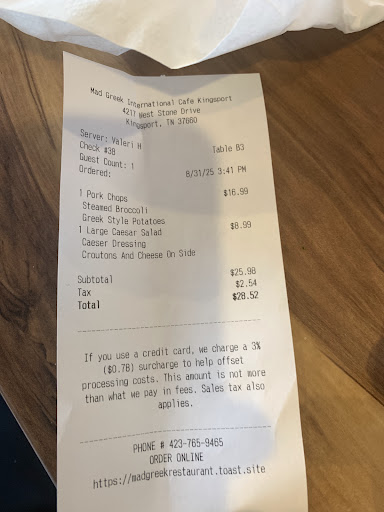 Mad Greek International Cafe Kingsport
4217 West Stone Drive
Kingsport, TN 37660
Server: Valeri H
Check #38 Table B3
Guest Count: 1
Ordered: 8/31/25 3:41 PM
1 Pork Chops $16.99
Steamed Broccoli
Greek Style Potatoes
1 Large Caesar Salad $8.99
Caeser Dressing
Croutons And Cheese On Side
Subtotal $25.98
Tax $2.54
Total $28.52
If you use a credit card, we charge a 3%
($0.78) surcharge to help offset
processing costs. This amount is not more
than what we pay in fees. Sales tax also
applies.
PHONE # 423-765-9465
ORDER ONLINE
https://madgreekrestaurant.toast.site